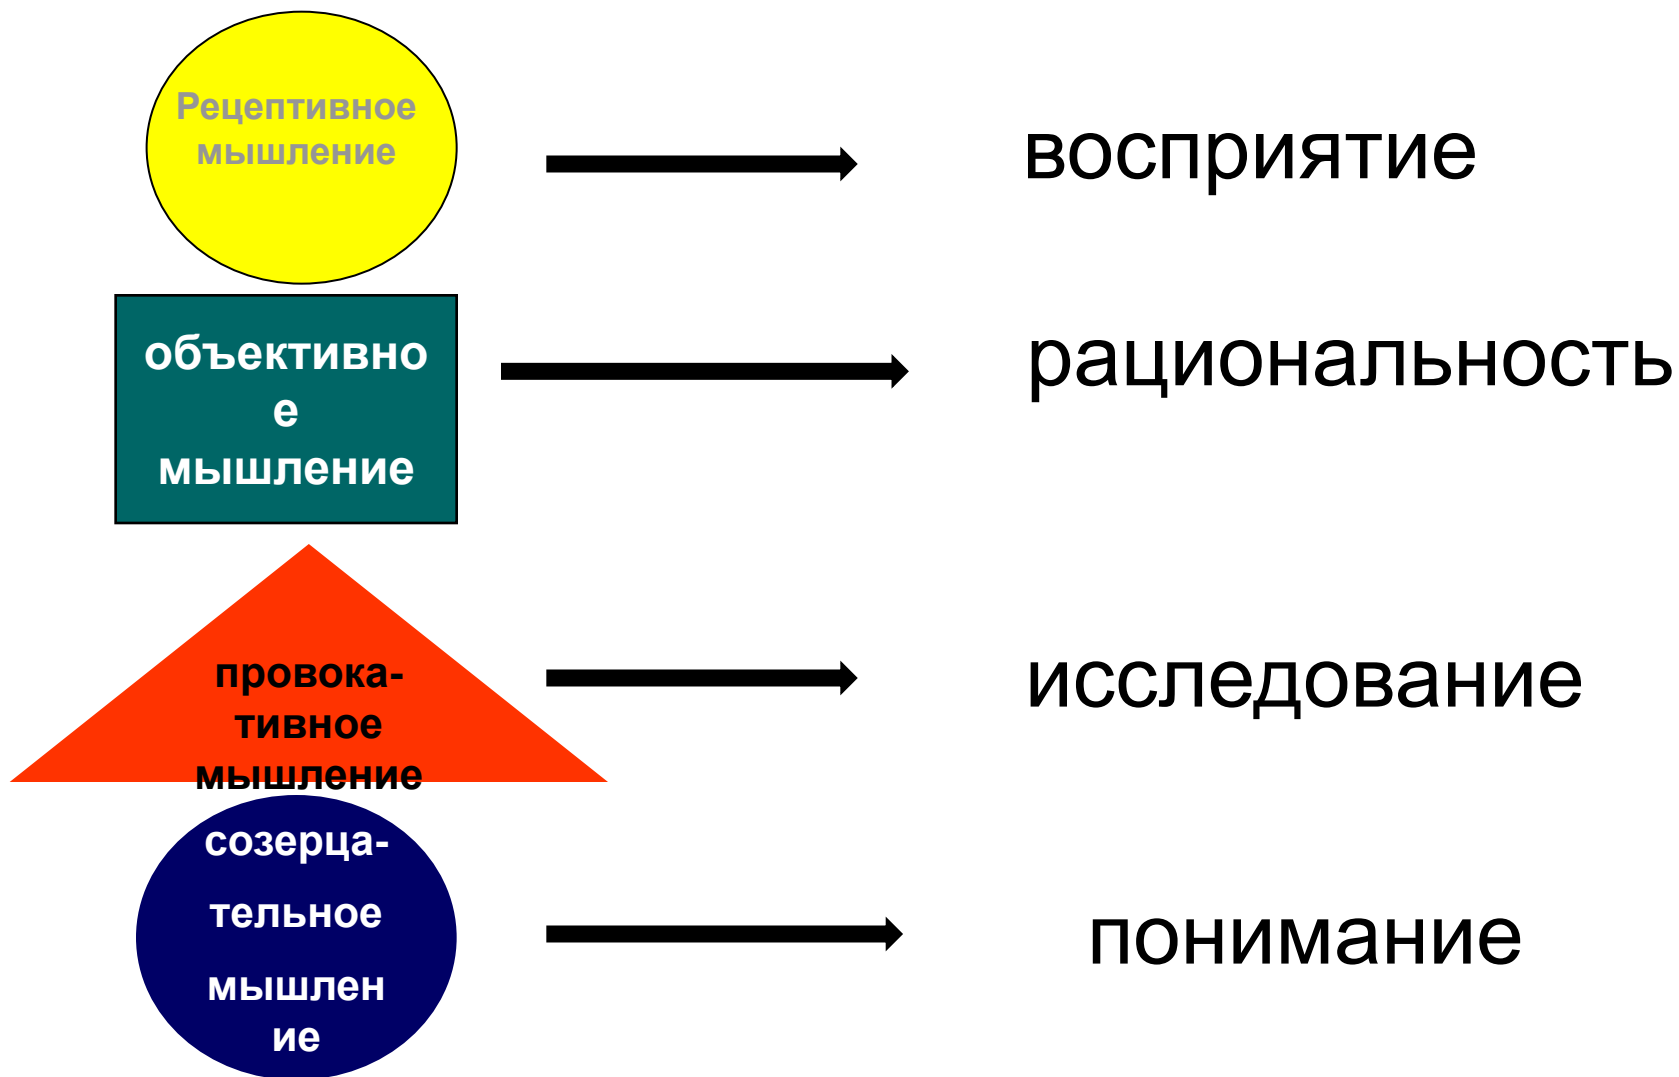 Рецептивное
мышление
восприятие
объективно
е
мышление
рациональность
провока-
тивное
мышление
исследование
созерца-
тельное
мышлен
ие
понимание